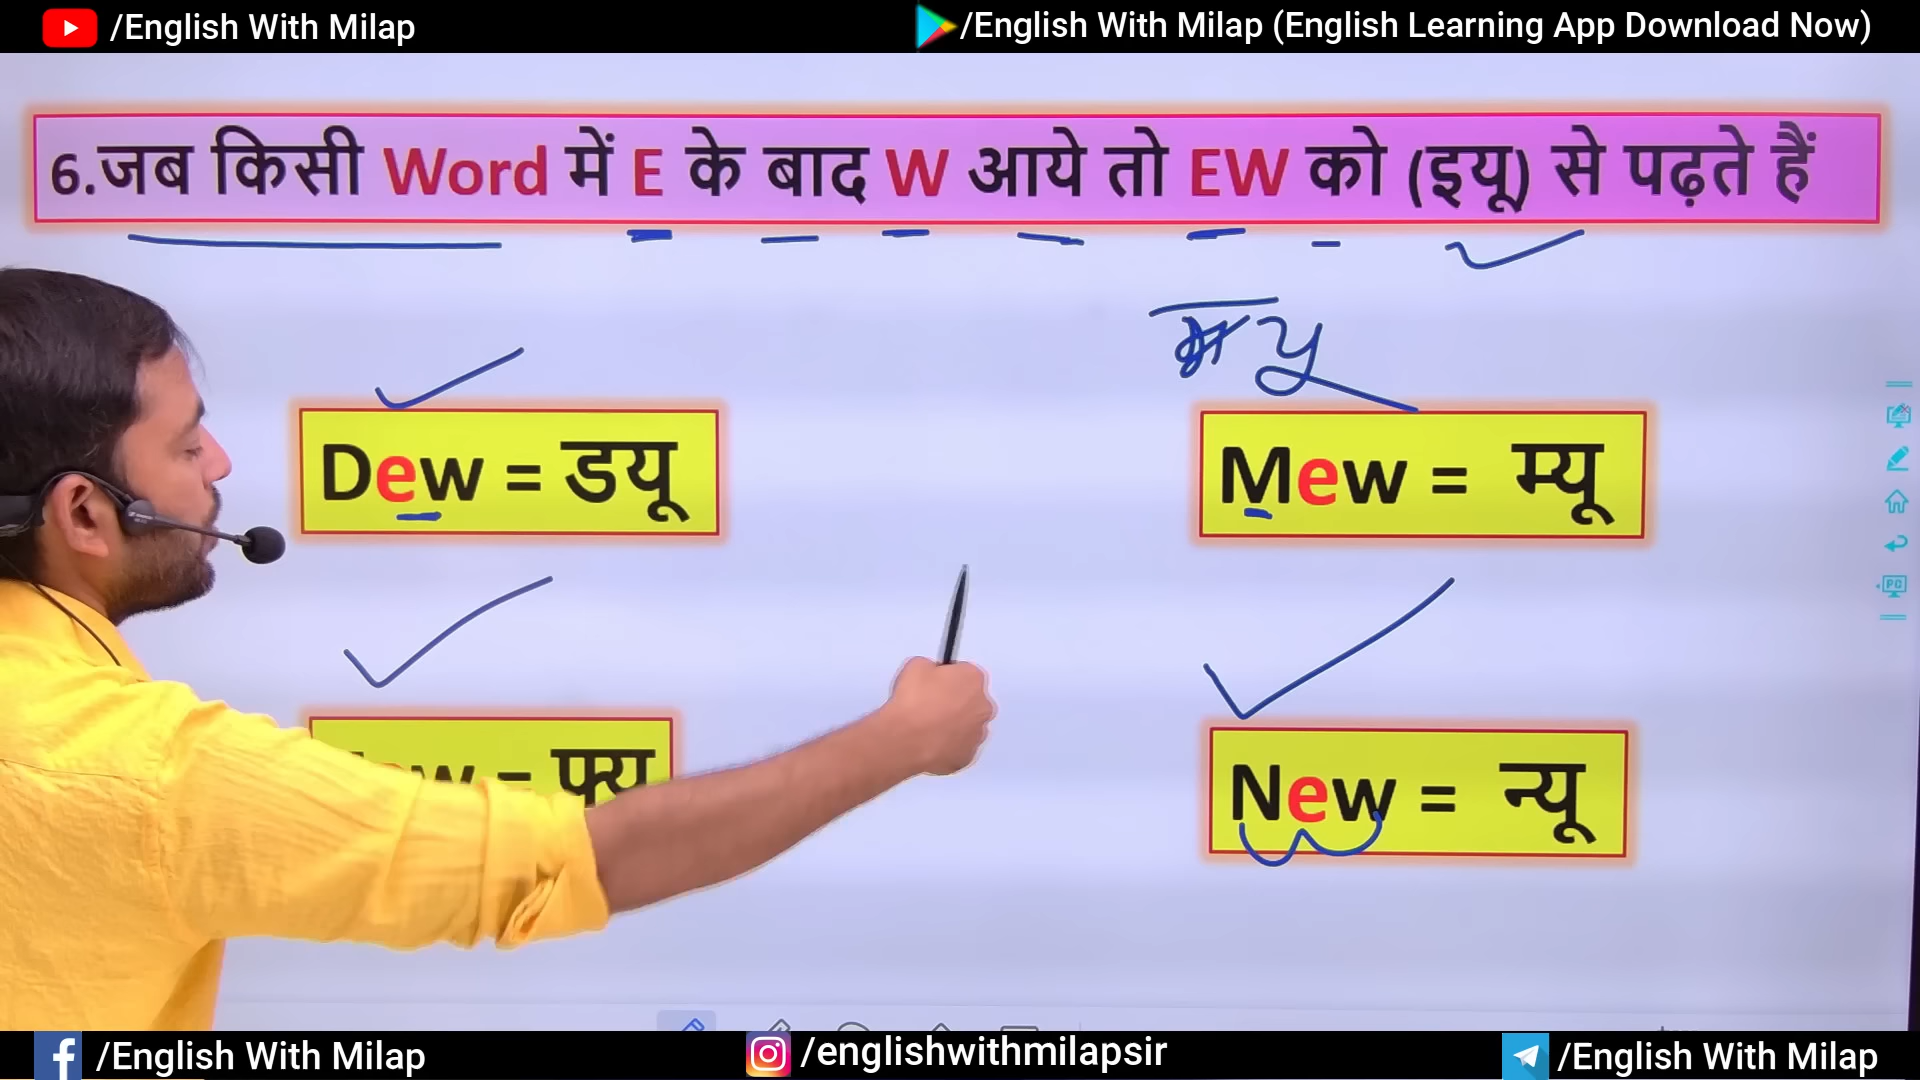 /English With Milap
/English With Milap (English Learning App Download Now)
6.जब किसी Word में E के बाद W आये तो EW को (इयू) से पढ़ते हैं
Dew = डयू
Mew = म्यू
New = न्यू
/English With Milap
/englishwithmilapsir
/English With Milap